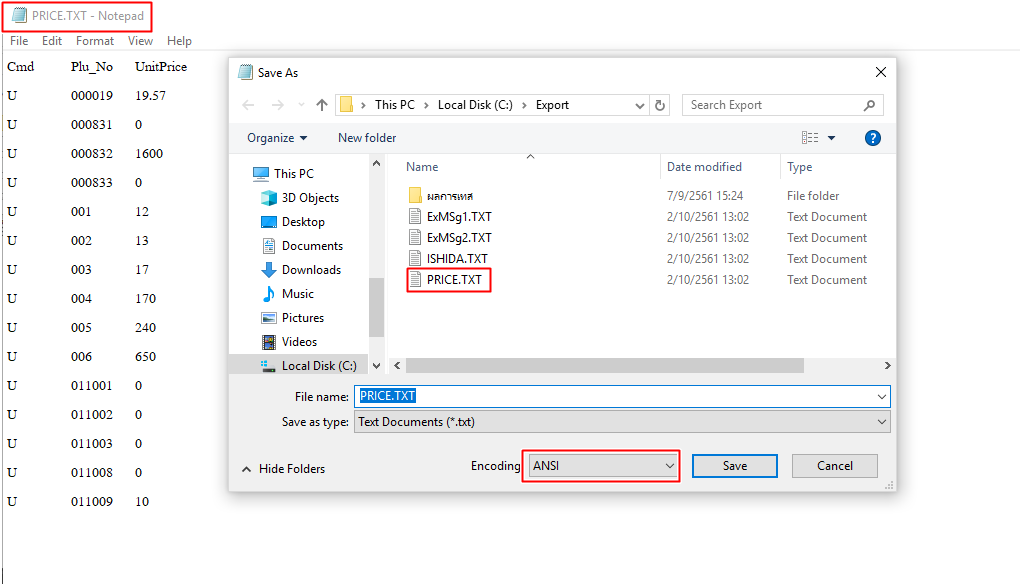 PRICE.TXT - Notepad
File Edit Format View Help
Cmd Plu_No UnitPrice
U 000019 19.57
U 000831 0
U 000832 1600
U 000833 0
U 001 12
U 002 13
U 003 17
U 004 170
U 005 240
U 006 650
U 011001 0
U 011002 0
U 011003 0
U 011008 0
U 011009 10
Save As
This PC › Local Disk (C:) › Export
Search Export
Organize New folder
?
This PC
3D Objects
Desktop
Documents
Downloads
Music
Pictures
Videos
Local Disk (C:)
Name Date modified Type
ผลการเทส 7/9/2561 15:24 File folder
ExMSg1.TXT 2/10/2561 13:02 Text Document
ExMSg2.TXT 2/10/2561 13:02 Text Document
ISHIDA.TXT 2/10/2561 13:02 Text Document
PRICE.TXT 2/10/2561 13:02 Text Document
File name: PRICE.TXT
Save as type: Text Documents (*.txt)
Hide Folders
Encoding ANSI
Save
Cancel